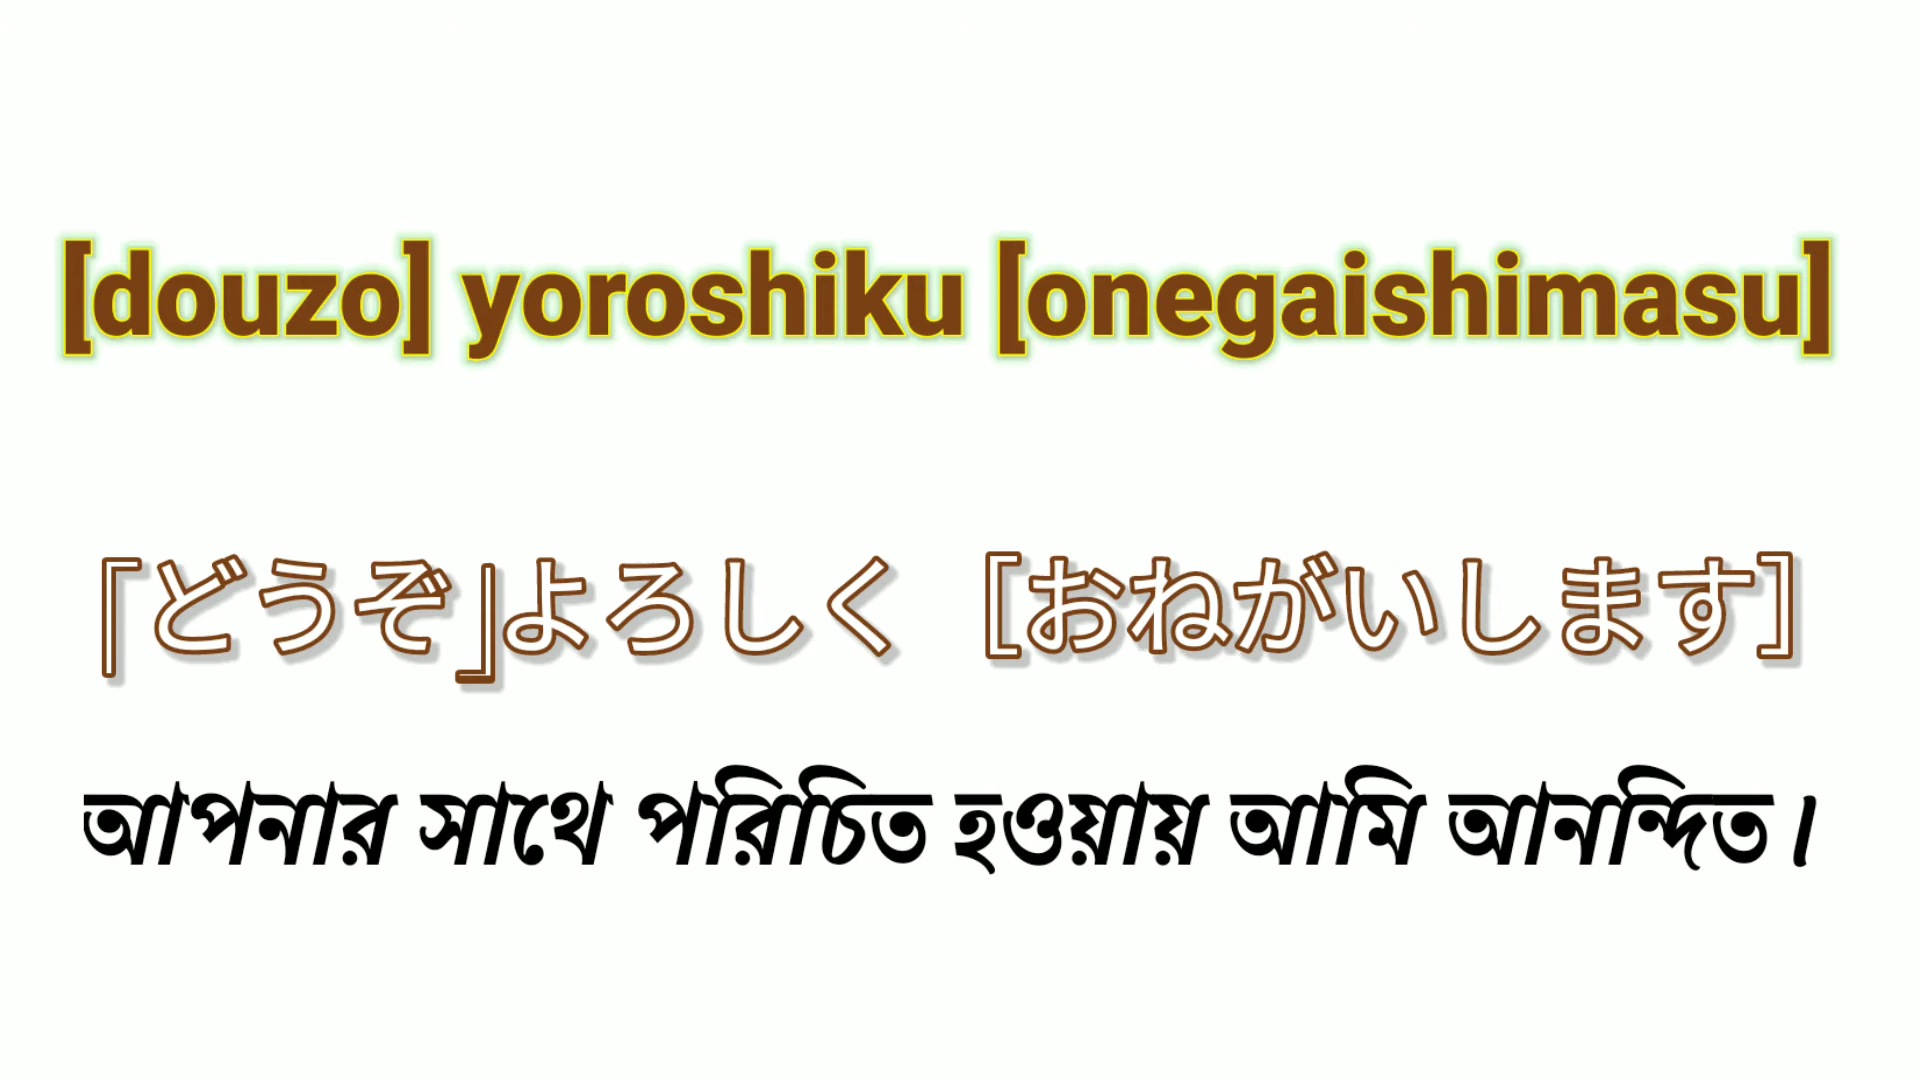 [douzo] yoroshiku [onegaishimasu]
「どうぞ」よろしく [おねがいします]
আপনার সাথে পরিচিত হওয়ায় আমি আনন্দিত।